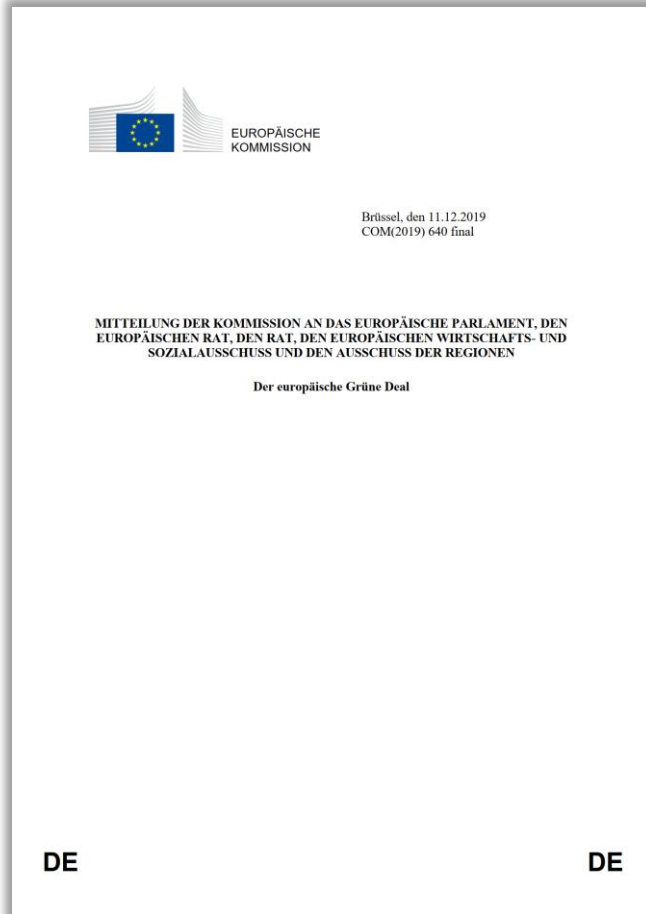 EUROPÄISCHE
KOMMISSION
Brüssel, den 11.12.2019
COM(2019) 640 final
MITTEILUNG DER KOMMISSION AN DAS EUROPÄISCHE PARLAMENT, DEN
EUROPÄISCHEN RAT, DEN RAT, DEN EUROPÄISCHEN WIRTSCHAFTS- UND
SOZIALAUSSCHUSS UND DEN AUSSCHUSS DER REGIONEN
Der europäische Grüne Deal
DE DE